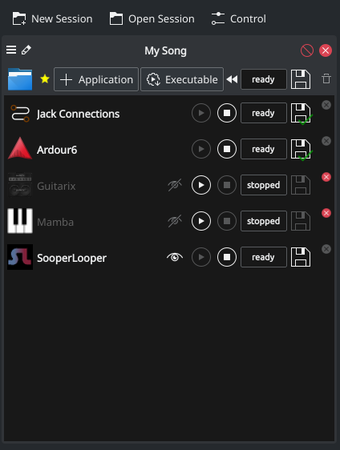 New Session Open Session Control
My Song
Application Executable ready
Jack Connections ready
Ardour6 ready
Guitarix stopped
Mamba stopped
SooperLooper ready